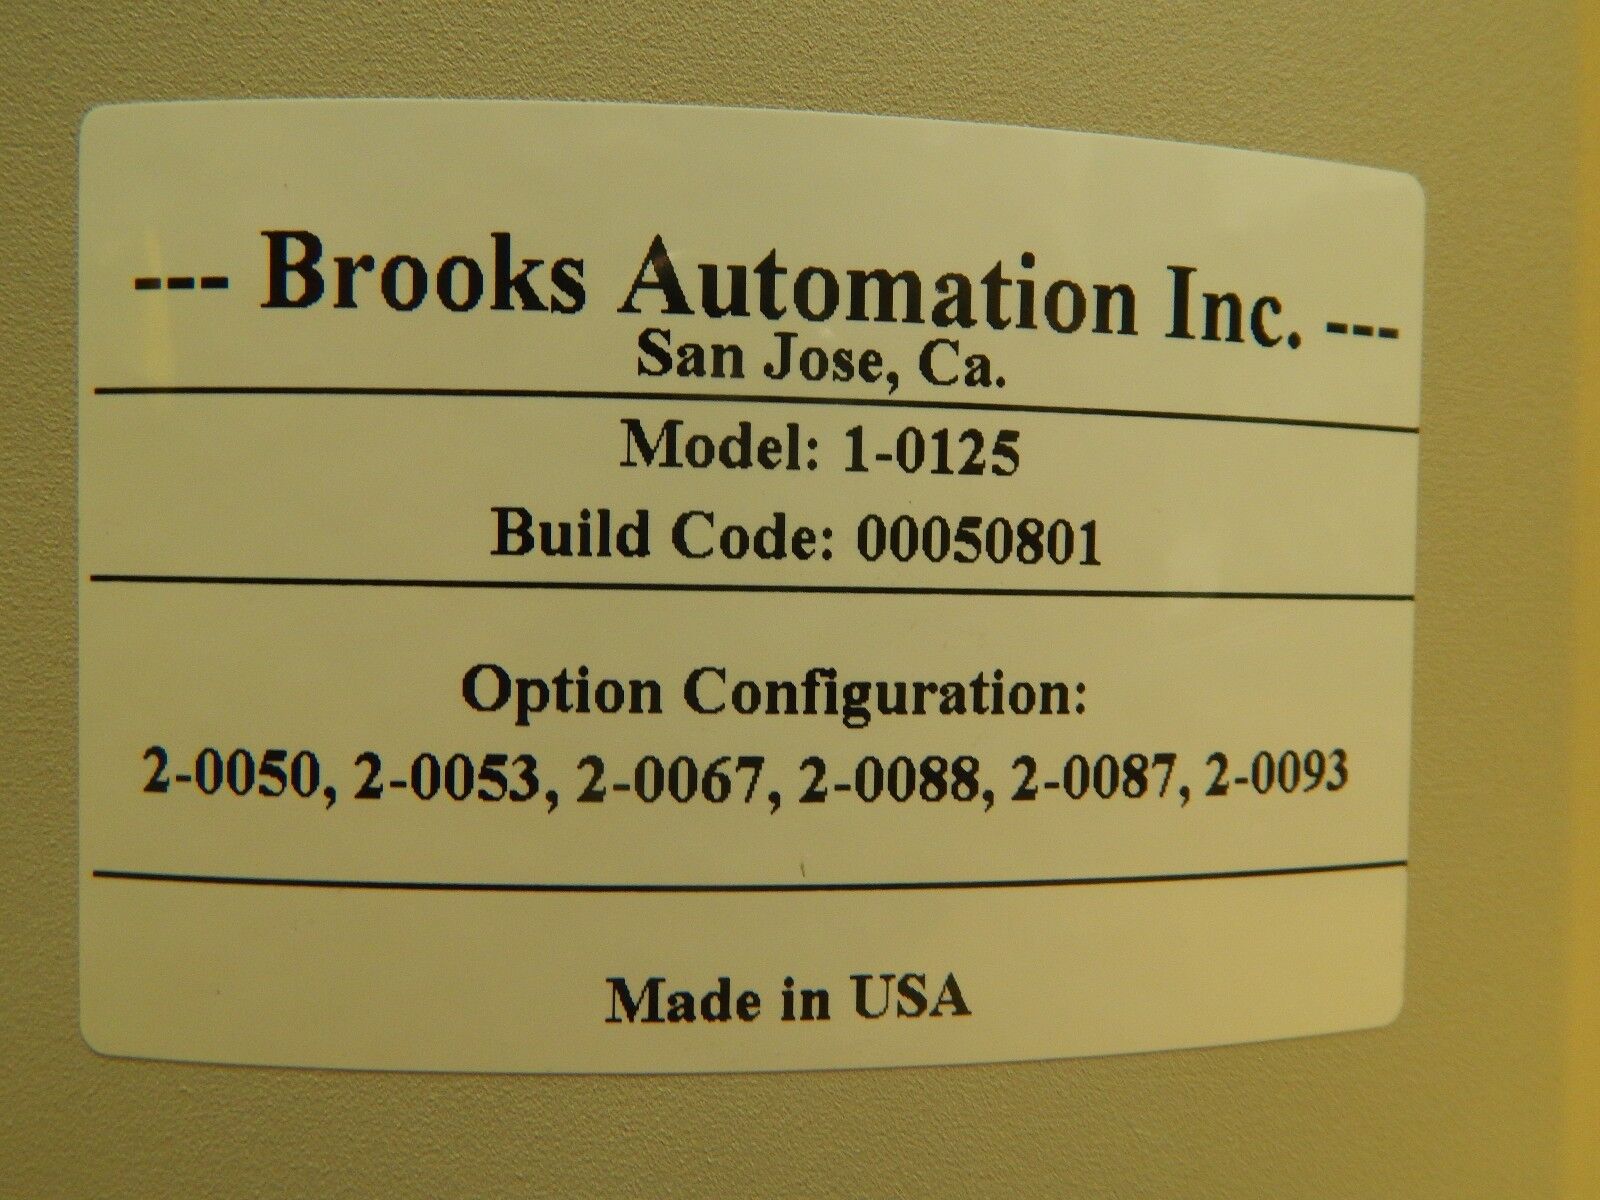 --- Brooks Automation Inc. ---
San Jose, Ca.
Model: 1-0125
Build Code: 00050801
Option Configuration:
2-0050, 2-0053, 2-0067, 2-0088, 2-0087, 2-0093
Made in USA